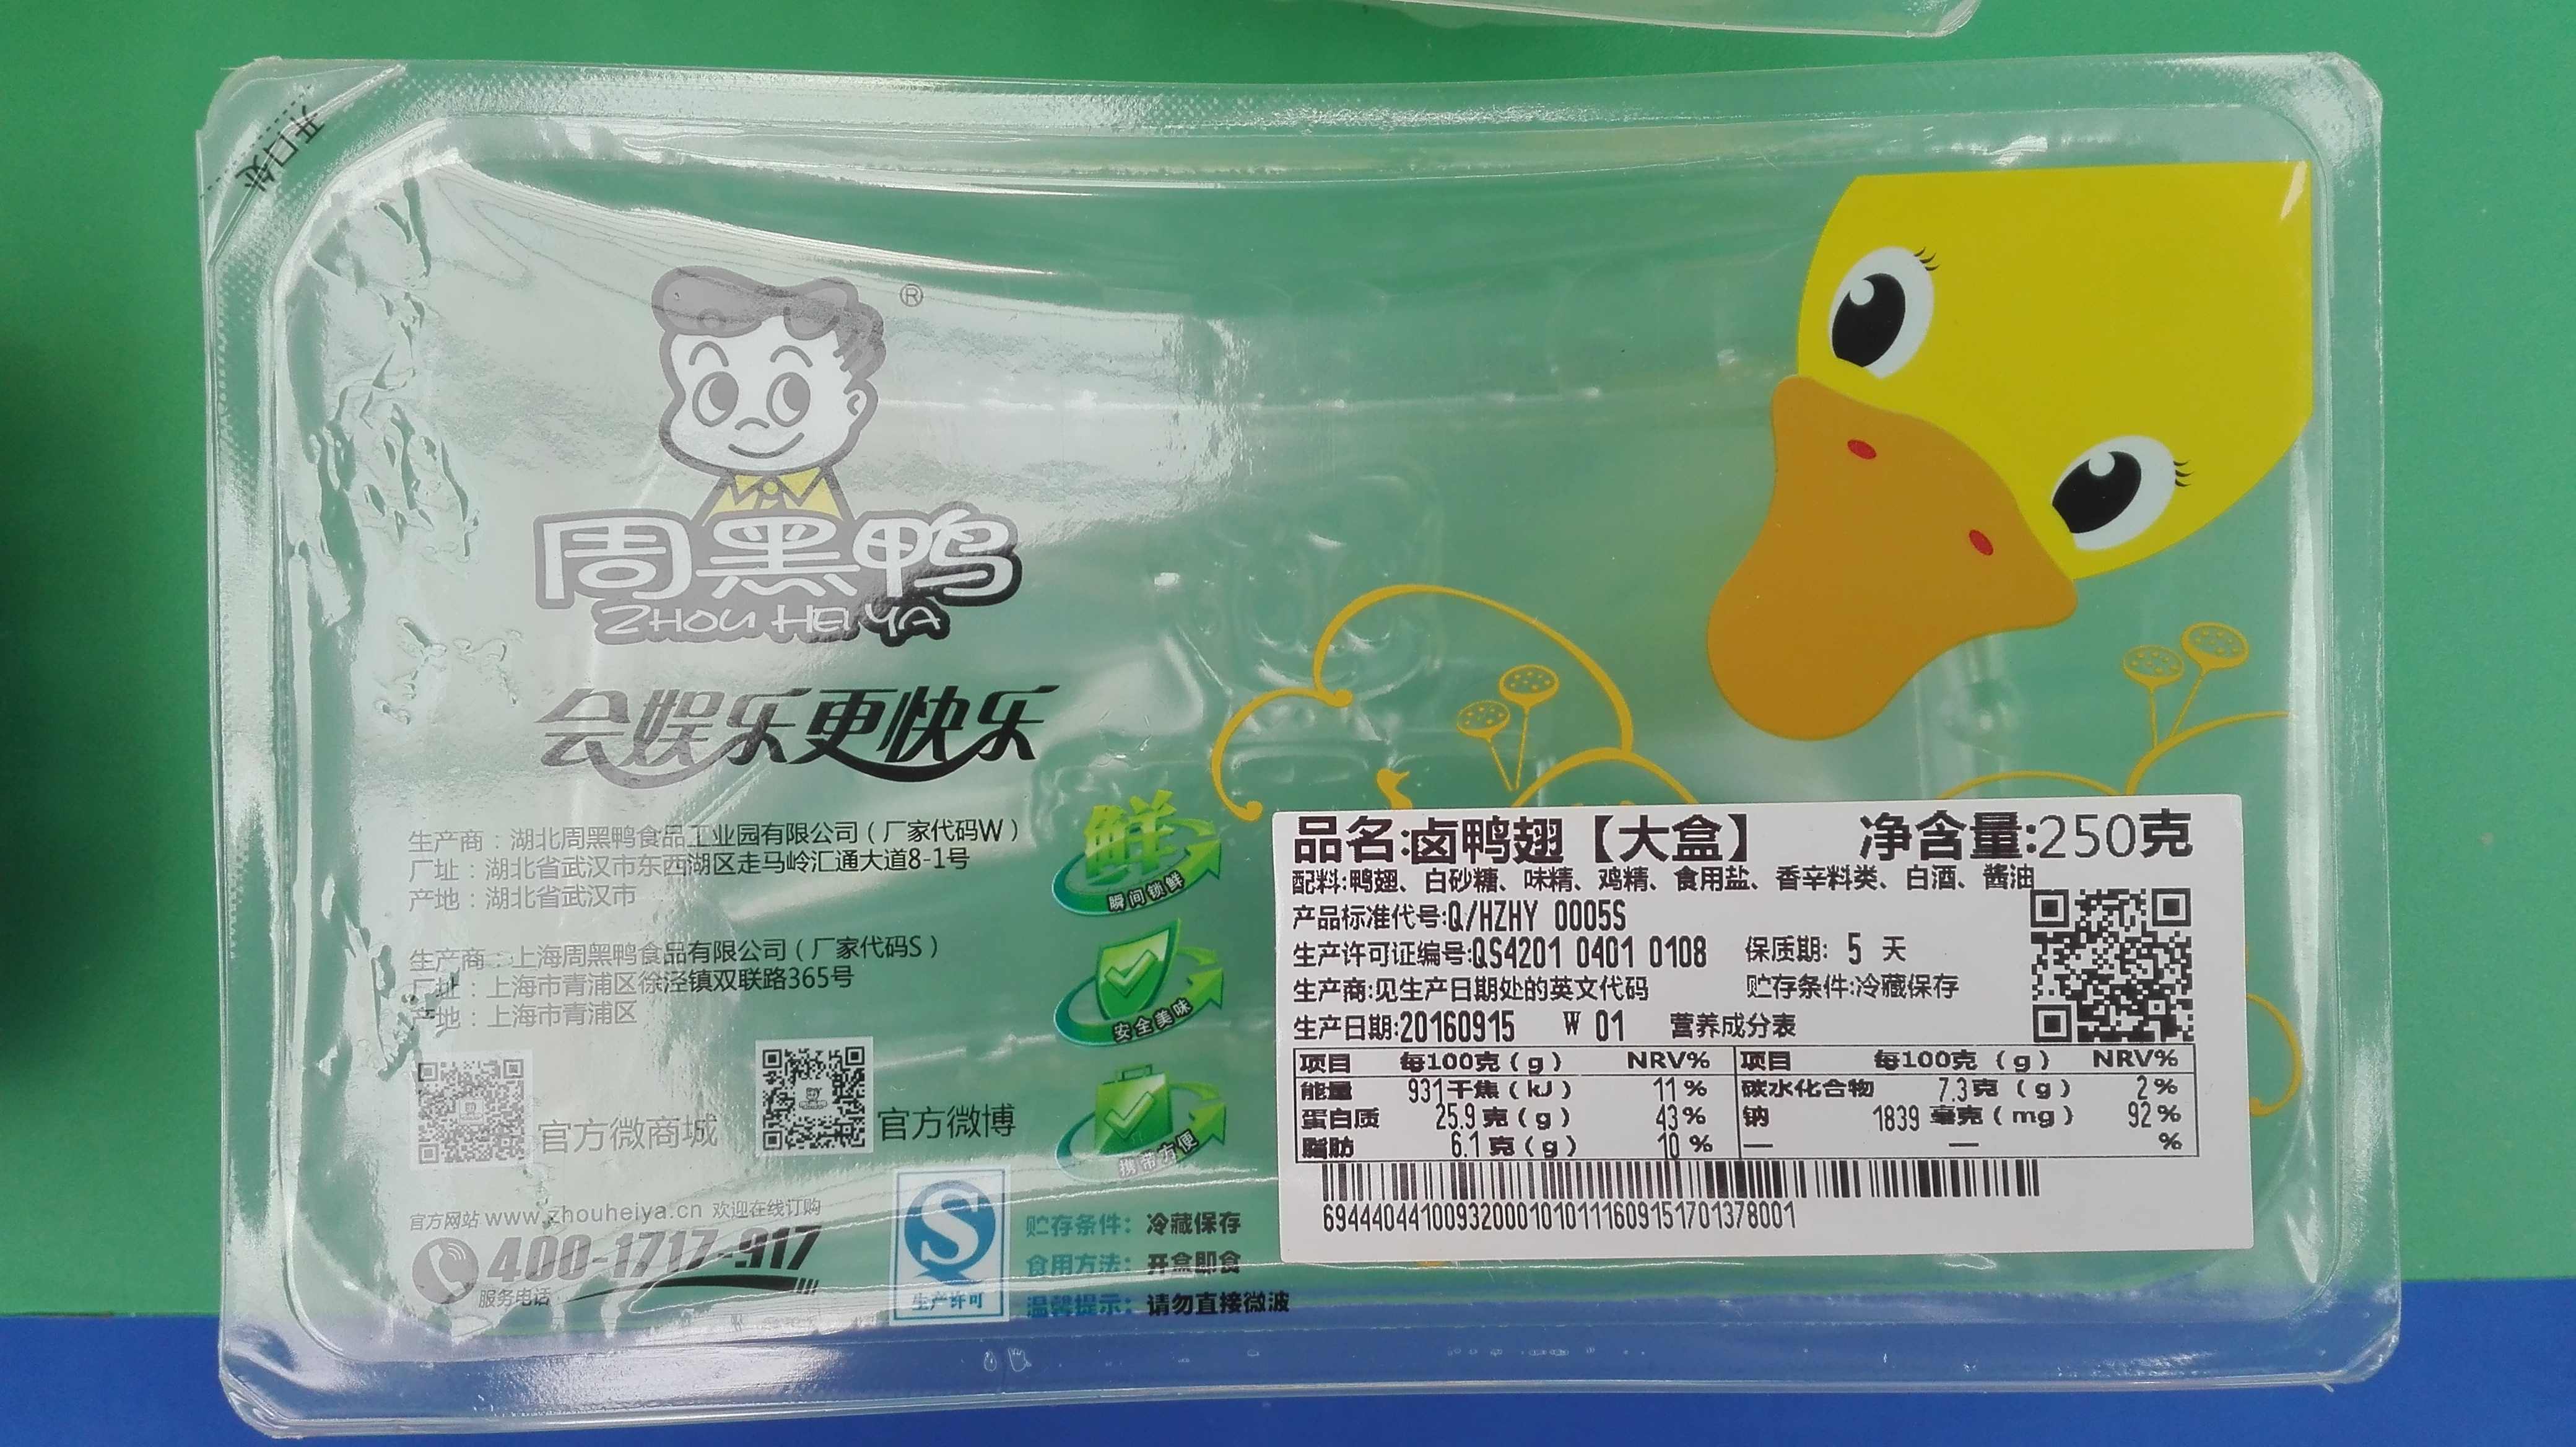 开口处
®
周黑鸭
ZHOU HEI YA
会娱乐更快乐
生产商：湖北周黑鸭食品工业园有限公司（厂家代码W）
厂址：湖北省武汉市东西湖区走马岭汇通大道8-1号
产地：湖北省武汉市
生产商：上海周黑鸭食品有限公司（厂家代码S）
厂址：上海市青浦区徐泾镇双联路365号
产地：上海市青浦区
官方微商城
官方微博
官方网站 www.zhouheiya.cn 欢迎在线订购
400-1717-917
服务电话
鲜
瞬间锁鲜
安全美味
携带方便
生产许可
贮存条件：冷藏保存
食用方法：开盒即食
温馨提示：请勿直接微波
品名:卤鸭翅【大盒】 净含量:250克
配料:鸭翅、白砂糖、味精、鸡精、食用盐、香辛料类、白酒、酱油
产品标准代号:Q/HZHY 0005S
生产许可证编号:QS4201 0401 0108 保质期: 5 天
生产商:见生产日期处的英文代码 贮存条件:冷藏保存
生产日期:20160915 W 01 营养成分表
项目 每100克（g） NRV% 项目 每100克（g） NRV%
能量 931千焦（kJ） 11% 碳水化合物 7.3克（g） 2%
蛋白质 25.9克（g） 43% 钠 1839毫克（mg） 92%
脂肪 6.1克（g） 10% — — %
694440441009320001010111609151701378001